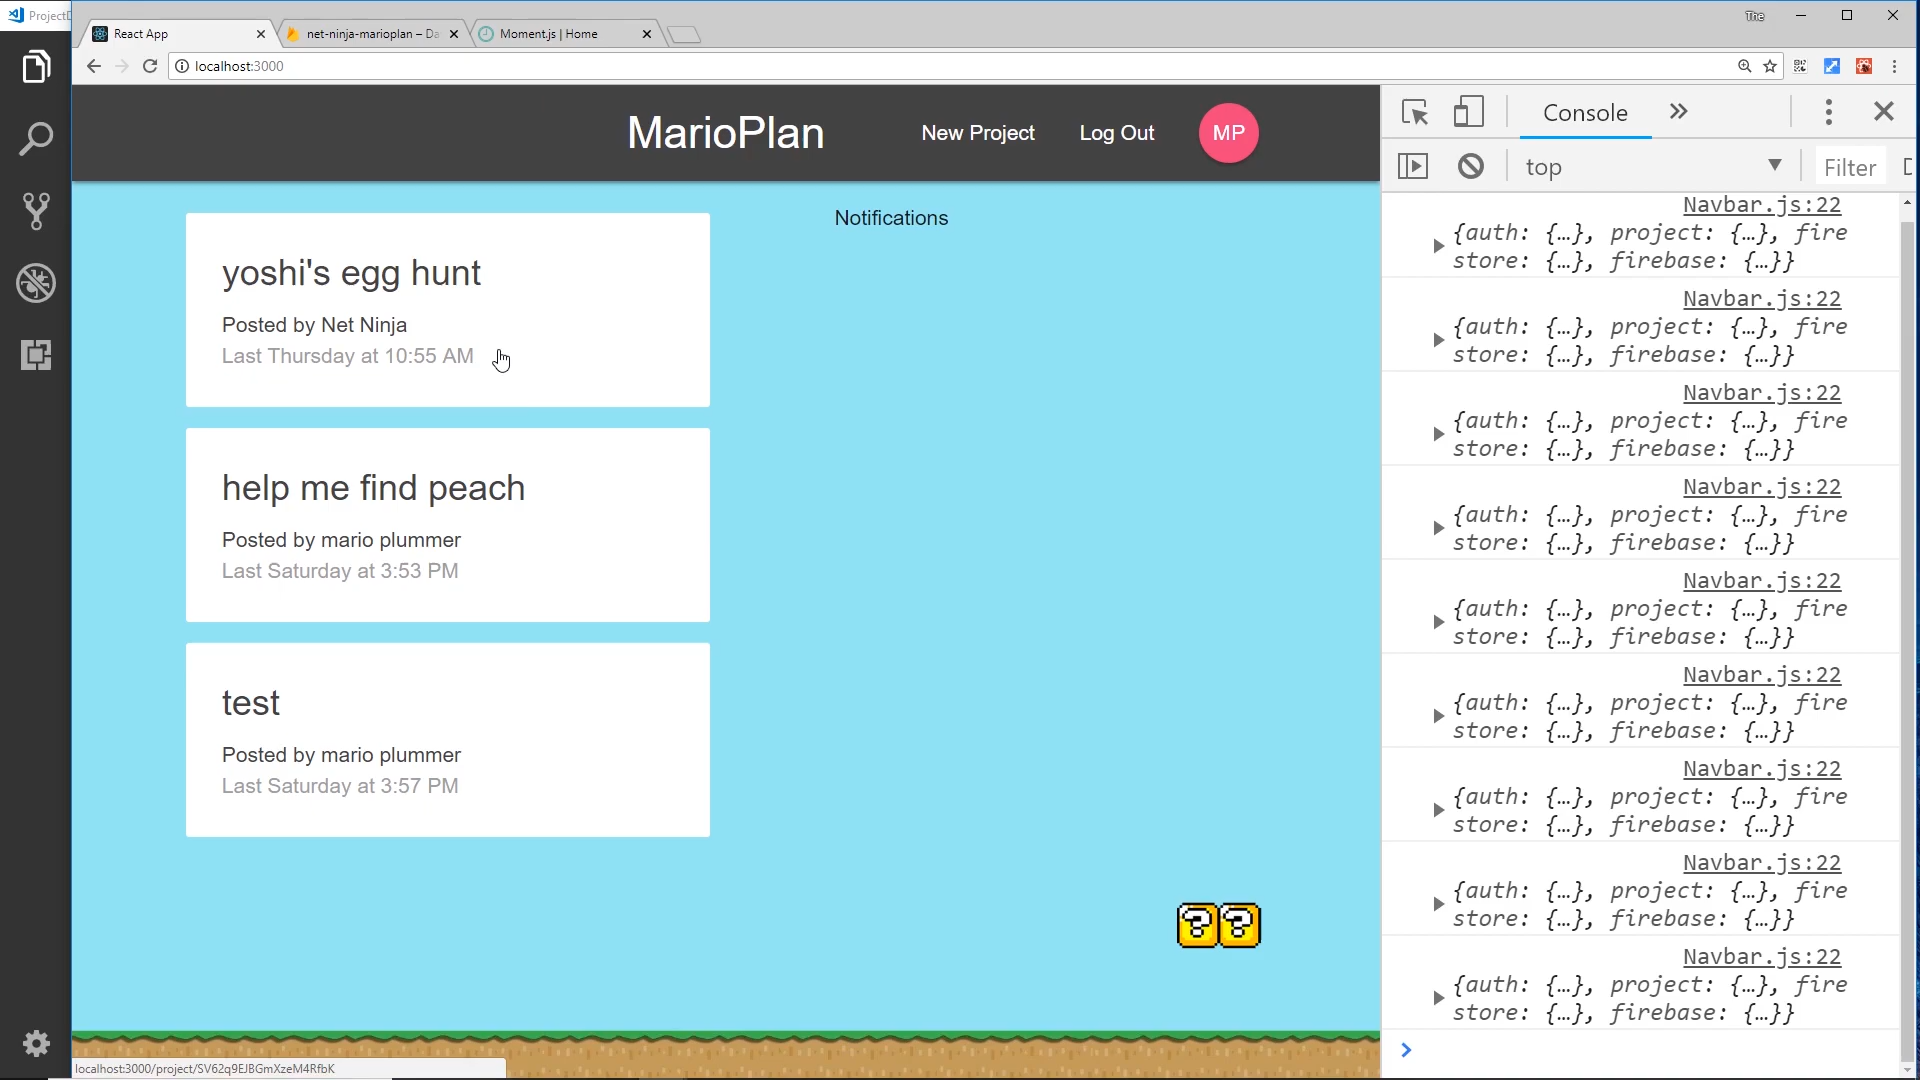 ProjectD
The
React App
net-ninja-marioplan – Da
Moment.js | Home
localhost:3000
MarioPlan
New Project
Log Out
MP
Notifications
yoshi's egg hunt
Posted by Net Ninja
Last Thursday at 10:55 AM
help me find peach
Posted by mario plummer
Last Saturday at 3:53 PM
test
Posted by mario plummer
Last Saturday at 3:57 PM
localhost:3000/project/SV62q9EJBGmXzeM4RfbK
Console
top
Filter
Navbar.js:22
{auth: {…}, project: {…}, fire
store: {…}, firebase: {…}}
Navbar.js:22
{auth: {…}, project: {…}, fire
store: {…}, firebase: {…}}
Navbar.js:22
{auth: {…}, project: {…}, fire
store: {…}, firebase: {…}}
Navbar.js:22
{auth: {…}, project: {…}, fire
store: {…}, firebase: {…}}
Navbar.js:22
{auth: {…}, project: {…}, fire
store: {…}, firebase: {…}}
Navbar.js:22
{auth: {…}, project: {…}, fire
store: {…}, firebase: {…}}
Navbar.js:22
{auth: {…}, project: {…}, fire
store: {…}, firebase: {…}}
Navbar.js:22
{auth: {…}, project: {…}, fire
store: {…}, firebase: {…}}
Navbar.js:22
{auth: {…}, project: {…}, fire
store: {…}, firebase: {…}}